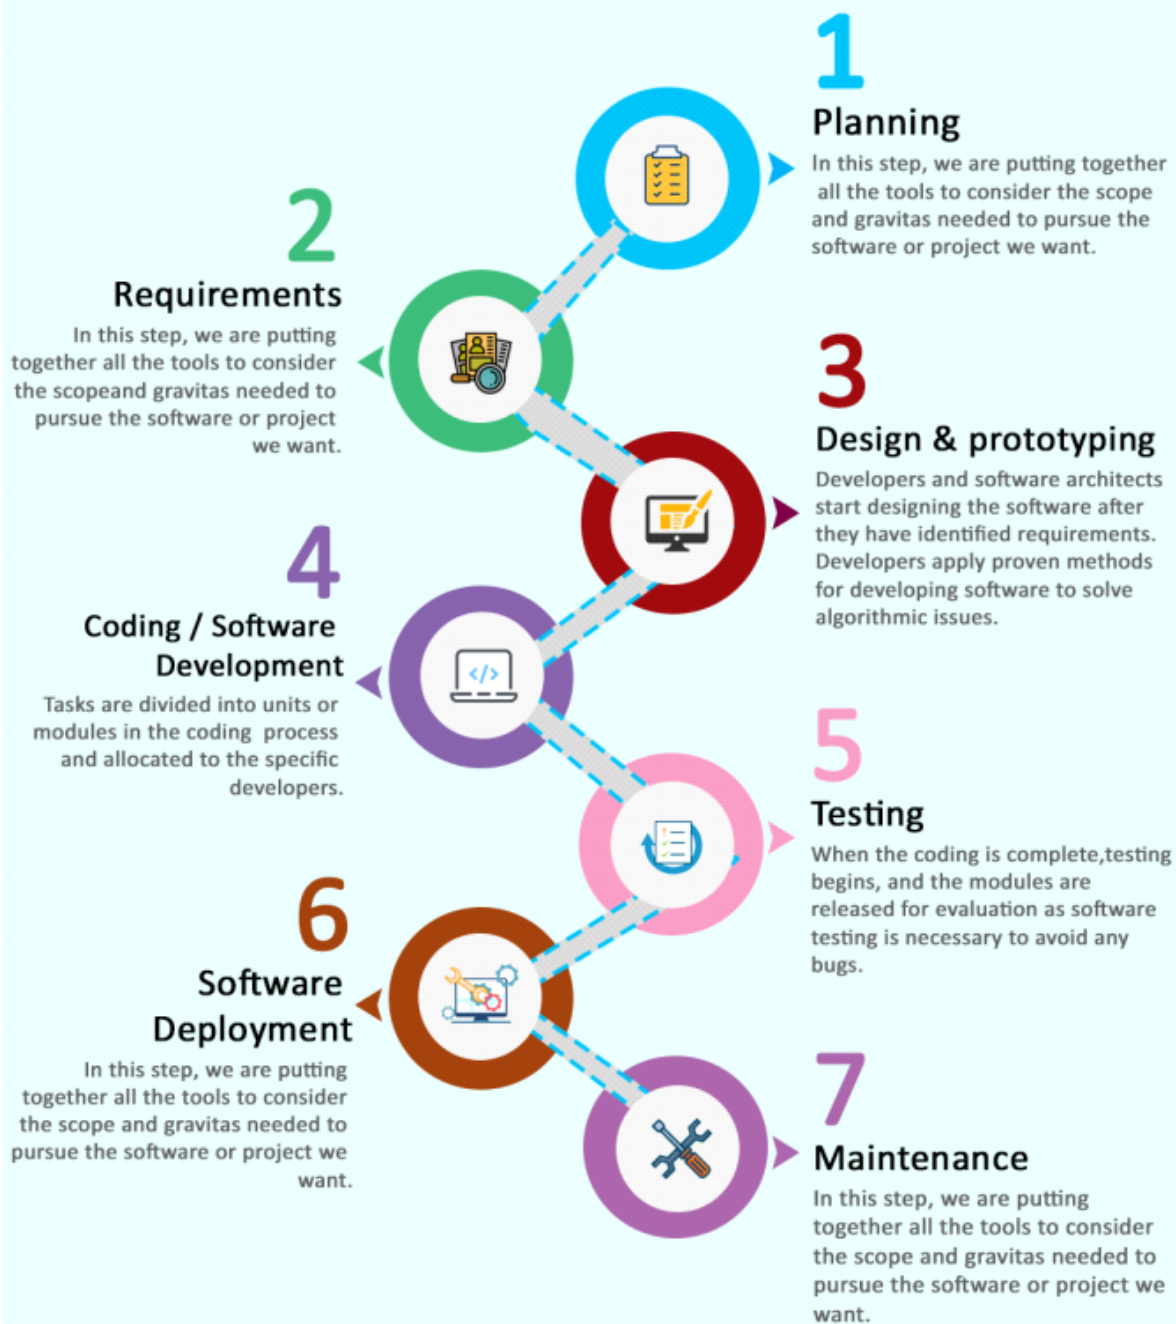 1
Planning
In this step, we are putting together
all the tools to consider the scope
and gravitas needed to pursue the
software or project we want.
2
Requirements
In this step, we are putting
together all the tools to consider
the scopeand gravitas needed to
pursue the software or project
we want.
3
Design & prototyping
Developers and software architects
start designing the software after
they have identified requirements.
Developers apply proven methods
for developing software to solve
algorithmic issues.
4
Coding / Software
Development
Tasks are divided into units or
modules in the coding process
and allocated to the specific
developers.
</>
5
Testing
When the coding is complete,testing
begins, and the modules are
released for evaluation as software
testing is necessary to avoid any
bugs.
6
Software
Deployment
In this step, we are putting
together all the tools to consider
the scope and gravitas needed to
pursue the software or project we
want.
7
Maintenance
In this step, we are putting
together all the tools to consider
the scope and gravitas needed to
pursue the software or project we
want.